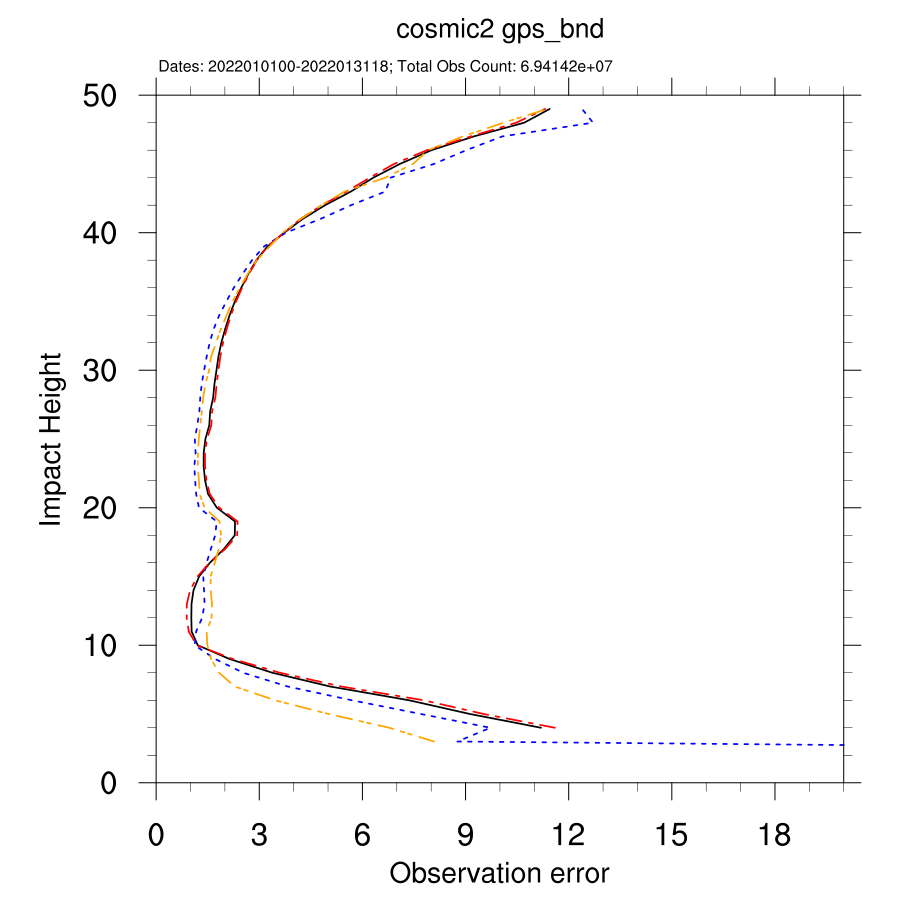 cosmic2 gps_bnd
Dates: 2022010100-2022013118; Total Obs Count: 6.94142e+07
50
40
30
20
10
0
Impact Height
0 3 6 9 12 15 18
Observation error